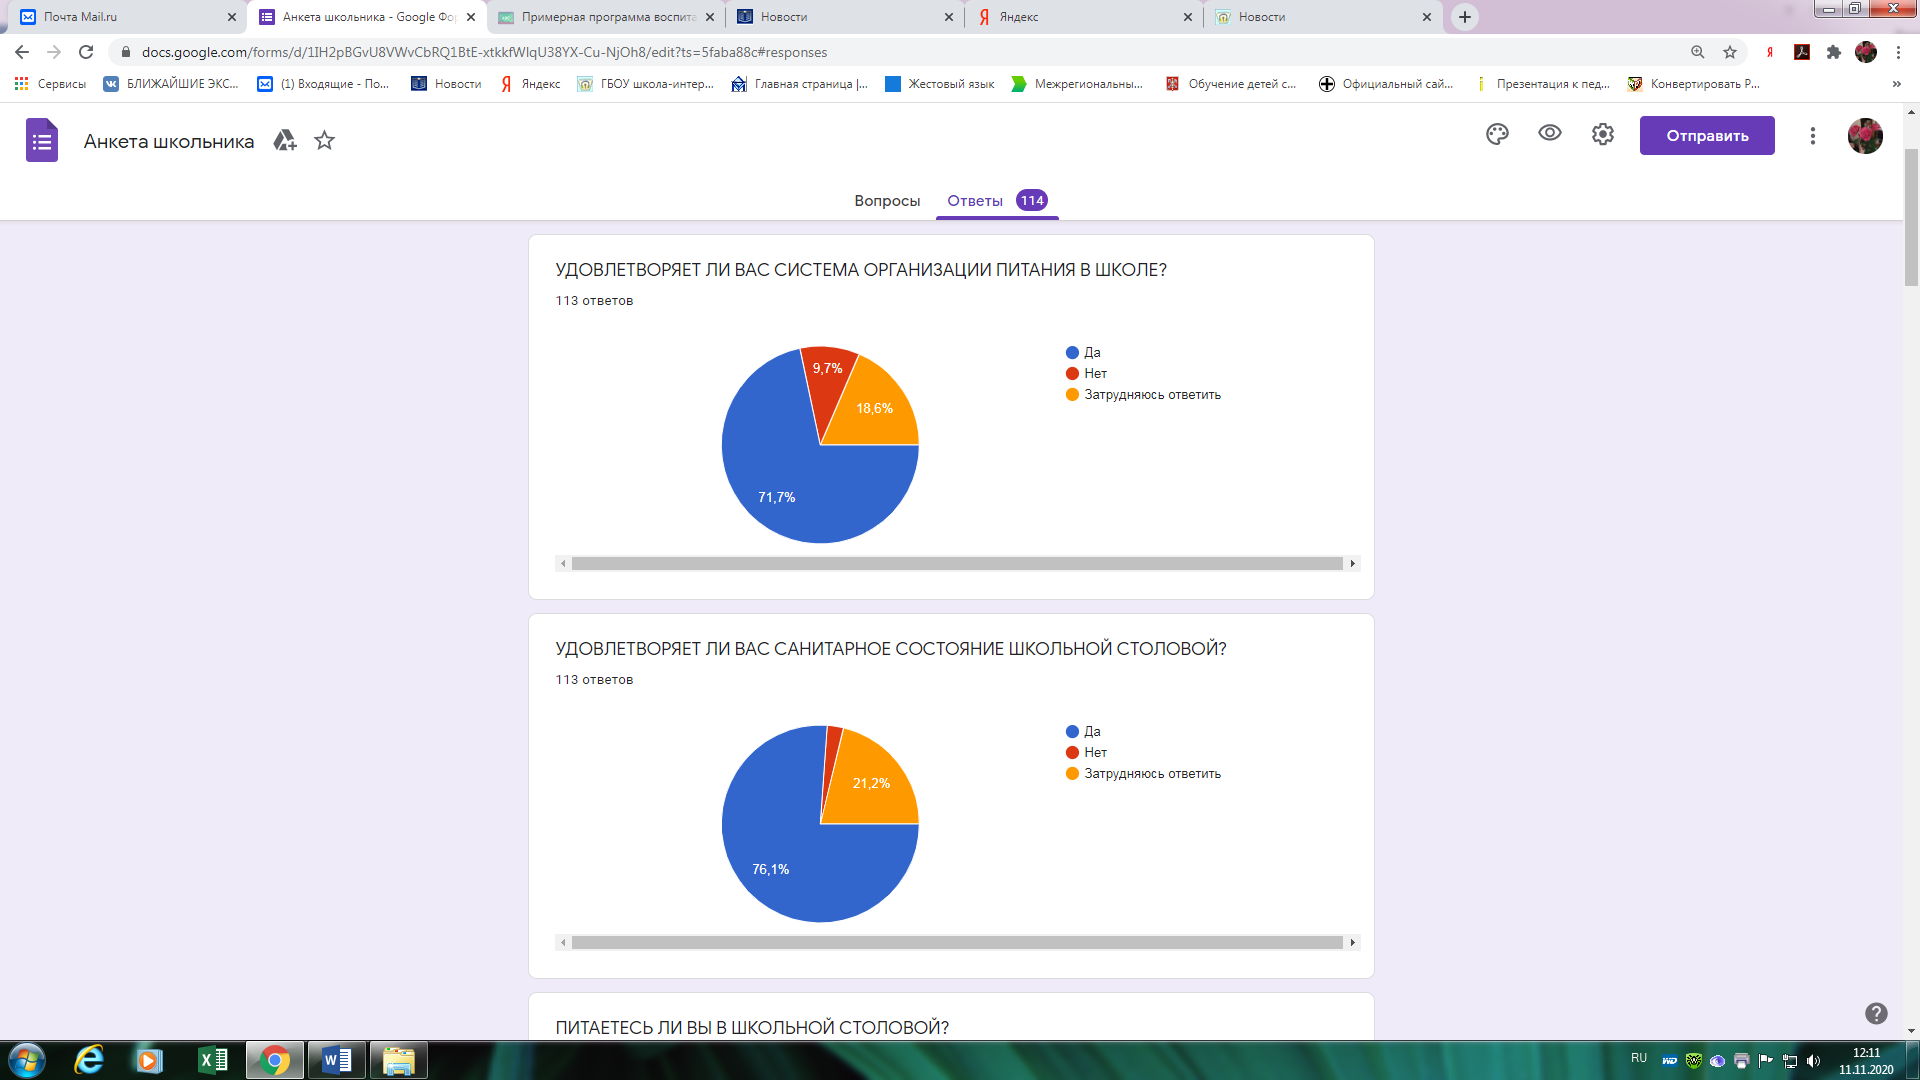 Почта Mail.ru
Анкета школьника - Google Фо
Примерная программа воспита
Новости
Яндекс
Новости
docs.google.com/forms/d/1IH2pBGvU8VWvCbRQ1BtE-xtkkfWlqU38YX-Cu-NjOh8/edit?ts=5faba88c#responses
Сервисы
БЛИЖАЙШИЕ ЭКС...
(1) Входящие - По...
Новости
Яндекс
ГБОУ школа-интер...
Главная страница |...
Жестовый язык
Межрегиональны...
Обучение детей с...
Официальный сай...
Презентация к пед...
Конвертировать Р...
Анкета школьника
Отправить
Вопросы
Ответы 114
УДОВЛЕТВОРЯЕТ ЛИ ВАС СИСТЕМА ОРГАНИЗАЦИИ ПИТАНИЯ В ШКОЛЕ?
113 ответов
Да
Нет
Затрудняюсь ответить
9,7%
18,6%
71,7%
УДОВЛЕТВОРЯЕТ ЛИ ВАС САНИТАРНОЕ СОСТОЯНИЕ ШКОЛЬНОЙ СТОЛОВОЙ?
113 ответов
Да
Нет
Затрудняюсь ответить
21,2%
76,1%
ПИТАЕТЕСЬ ЛИ ВЫ В ШКОЛЬНОЙ СТОЛОВОЙ?
RU
12:11
11.11.2020